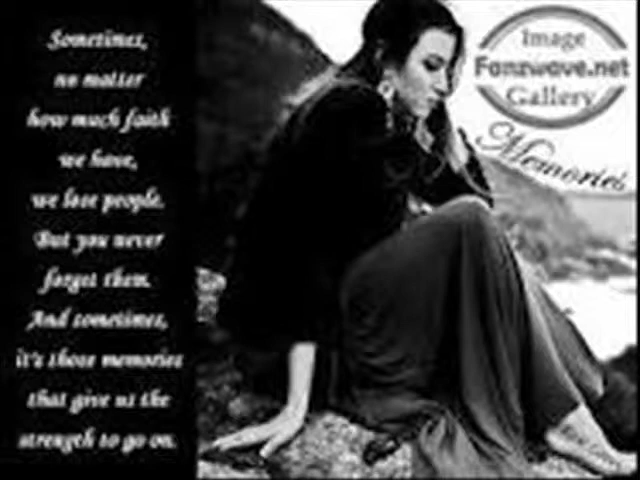 Sometimes,
no matter
how much faith
we have,
we lose people.
But you never
forget them.
And sometimes,
it's those memories
that give us the
strength to go on.
Image
Fanzwave.net
Gallery
Memories